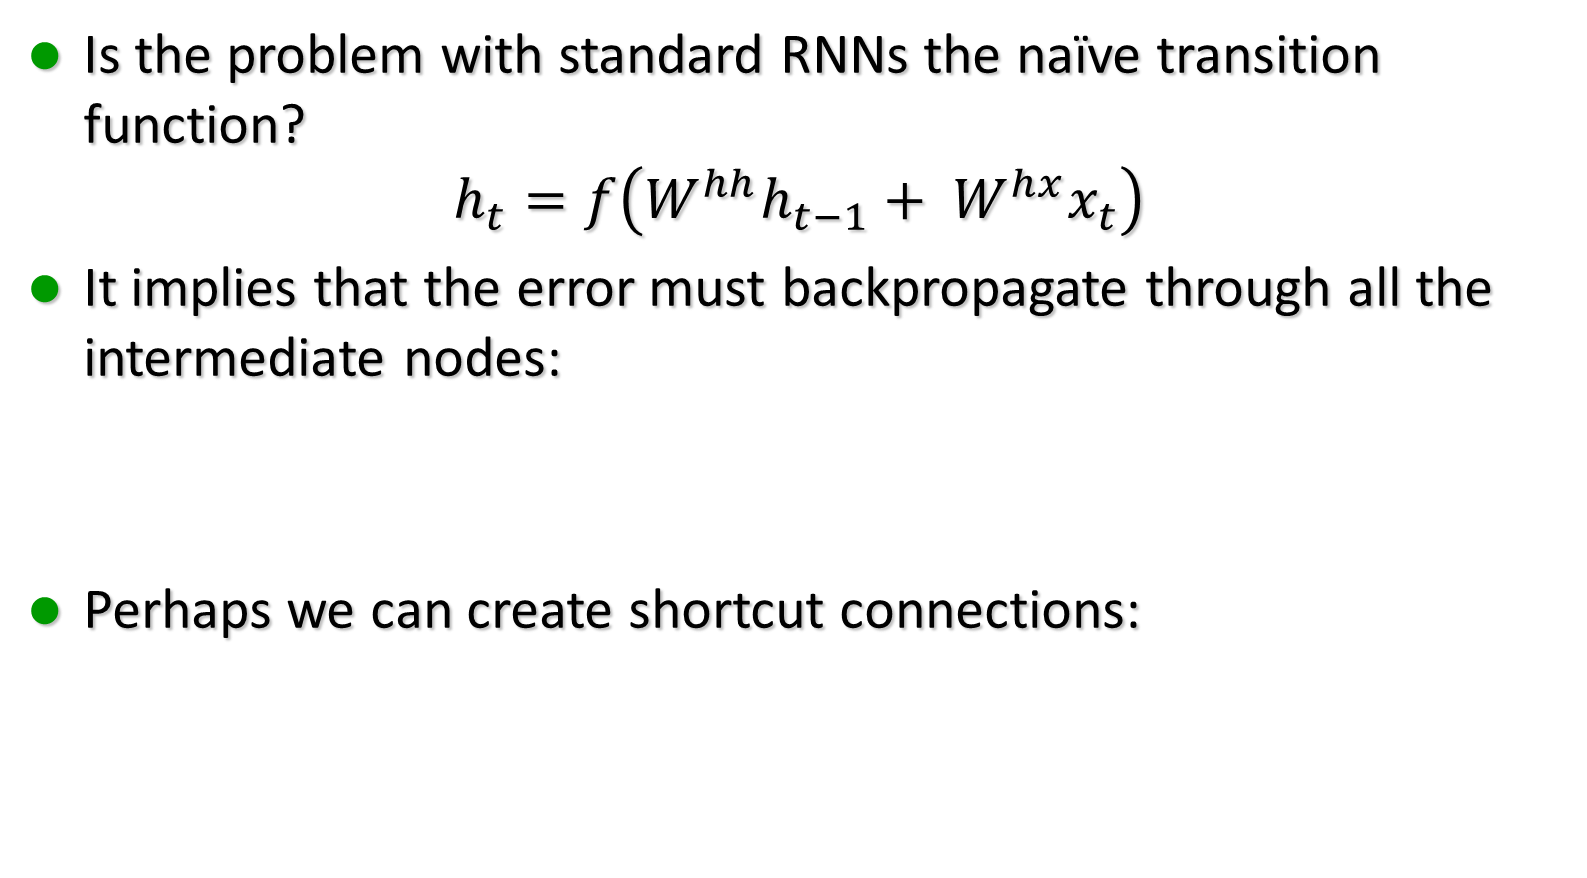 ● Is the problem with standard RNNs the naïve transition
function?
$h_t = f(W^{hh} h_{t-1} + W^{hx} x_t)$
● It implies that the error must backpropagate through all the
intermediate nodes:
● Perhaps we can create shortcut connections: